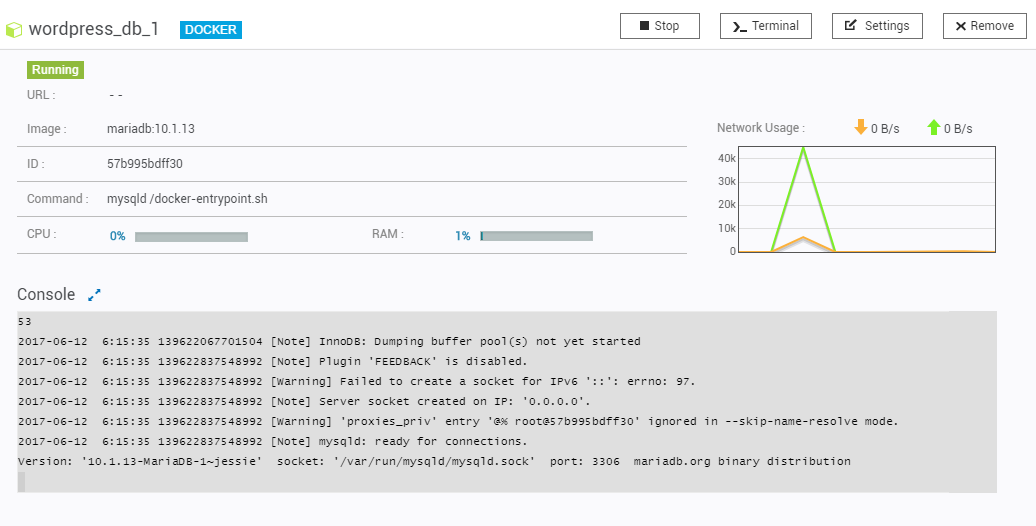 wordpress_db_1 DOCKER Stop Terminal Settings Remove
Running
URL : - -
Image : mariadb:10.1.13
Network Usage : 0 B/s 0 B/s
ID : 57b995bdff30
Command : mysqld /docker-entrypoint.sh
CPU : 0% RAM : 1%
40k
30k
20k
10k
0
Console
53
2017-06-12  6:15:35 139622067701504 [Note] InnoDB: Dumping buffer pool(s) not yet started
2017-06-12  6:15:35 139622837548992 [Note] Plugin 'FEEDBACK' is disabled.
2017-06-12  6:15:35 139622837548992 [Warning] Failed to create a socket for IPv6 '::': errno: 97.
2017-06-12  6:15:35 139622837548992 [Note] Server socket created on IP: '0.0.0.0'.
2017-06-12  6:15:35 139622837548992 [Warning] 'proxies_priv' entry '@% root@57b995bdff30' ignored in --skip-name-resolve mode.
2017-06-12  6:15:35 139622837548992 [Note] mysqld: ready for connections.
Version: '10.1.13-MariaDB-1~jessie'  socket: '/var/run/mysqld/mysqld.sock'  port: 3306  mariadb.org binary distribution